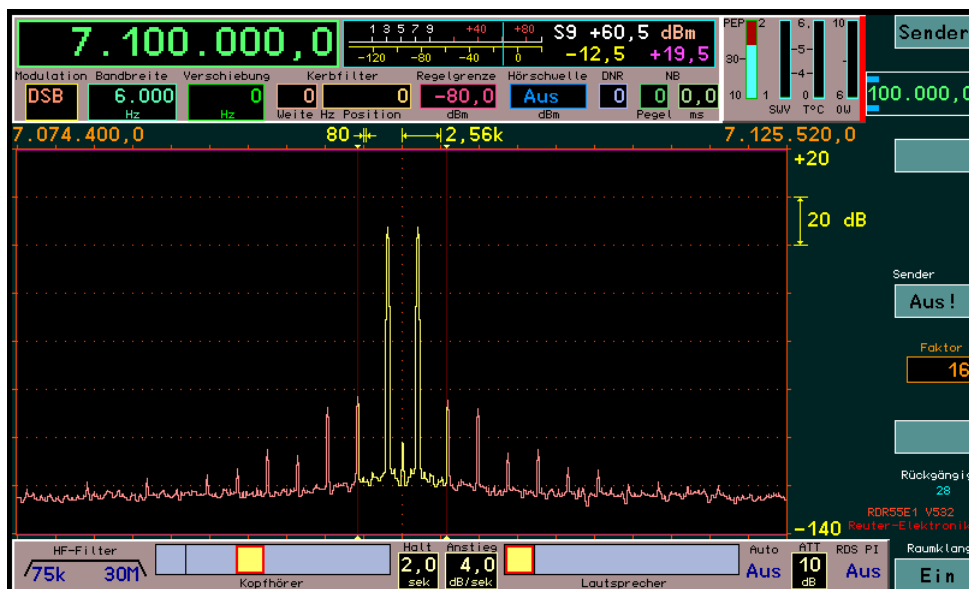 7.100.000,0
1 3 5 7 9 +40 +80 S9 +60,5 dBm
-120 -80 -40 0 -12,5 +19,5
PEP 2 6, 10
30- -5-
-4-
10 1 0 6
SWV T°C 0W
Sender
Modulation Bandbreite Verschiebung Kerbfilter Regelgrenze Hörschwelle DNR NB
DSB 6.000 0 0 0 -80,0 Aus 0 0 0,0
Hz Hz Weite Hz Position dBm dBm Pegel ms
100.000,0
7.074.400,0 80 2,56k 7.125.520,0
+20
20 dB
Sender
Aus!
Faktor
16
Rückgängig
28
RDR55E1 V532
-140 Reuter-Elektronik
HF-Filter Halt Anstieg Auto ATT RDS PI Raumklang
75k 30M 2,0 4,0 Aus 10 Aus Ein
Kopfhörer sek dB/sek Lautsprecher dB